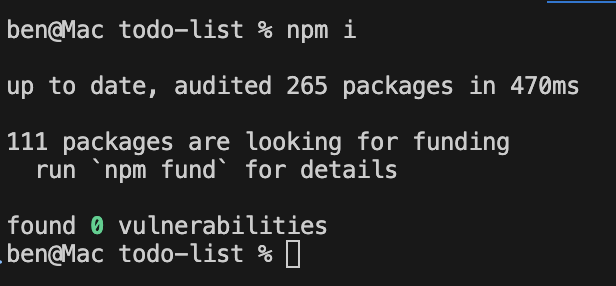 ben@Mac todo-list % npm i
up to date, audited 265 packages in 470ms
111 packages are looking for funding
  run `npm fund` for details
found 0 vulnerabilities
ben@Mac todo-list %